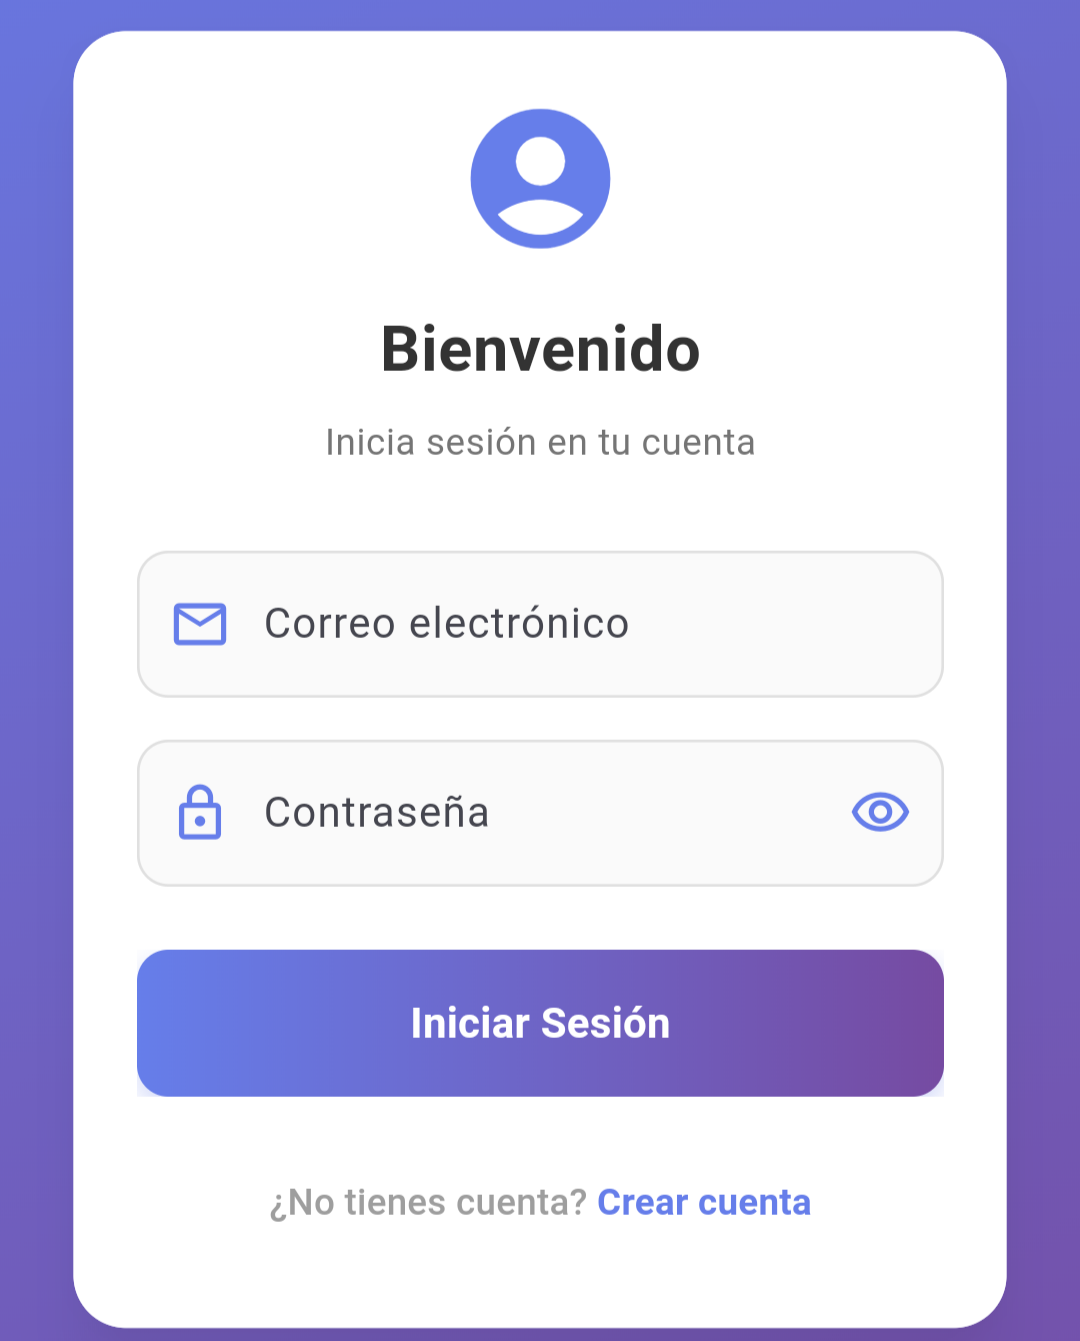 Bienvenido
Inicia sesión en tu cuenta
Correo electrónico
Contraseña
Iniciar Sesión
¿No tienes cuenta? Crear cuenta